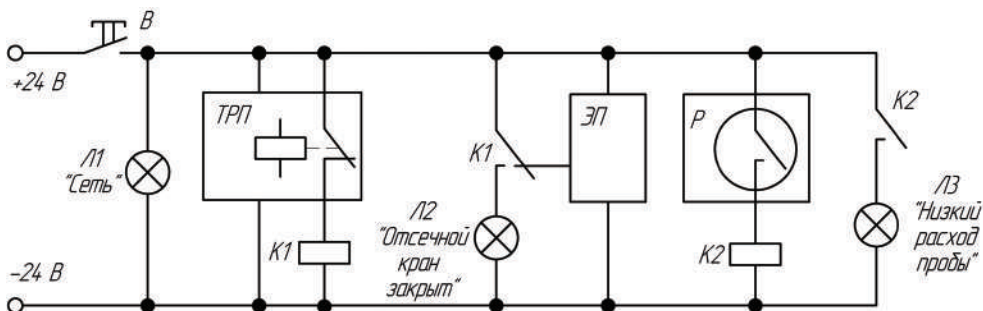 +24 В
В
Л1
"Сеть"
ТРП
К1
К1
Л2
"Отсечной
кран
закрыт"
ЭП
Р
К2
К2
Л3
"Низкий
расход
пробы"
–24 В